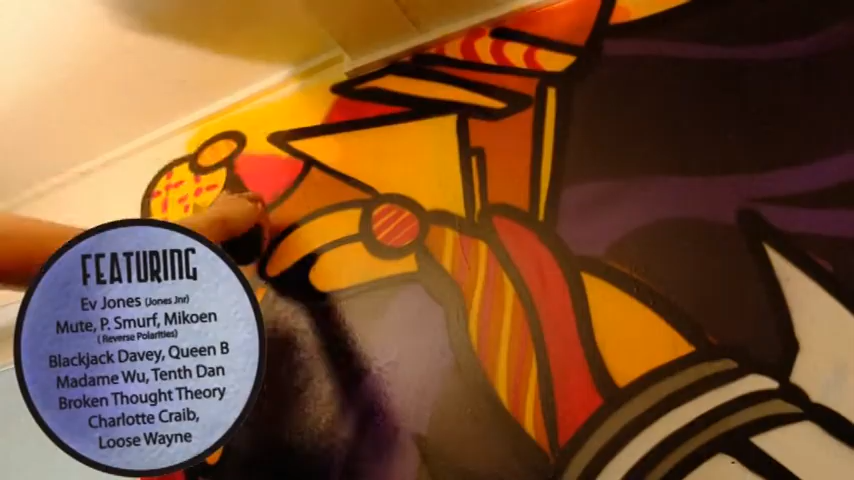 FEATURING
Ev Jones (Jones Jnr)
Mute, P. Smurf, Mikoen
(Reverse Polarities)
Blackjack Davey, Queen B
Madame Wu, Tenth Dan
Broken Thought Theory,
Charlotte Craib,
Loose Wayne